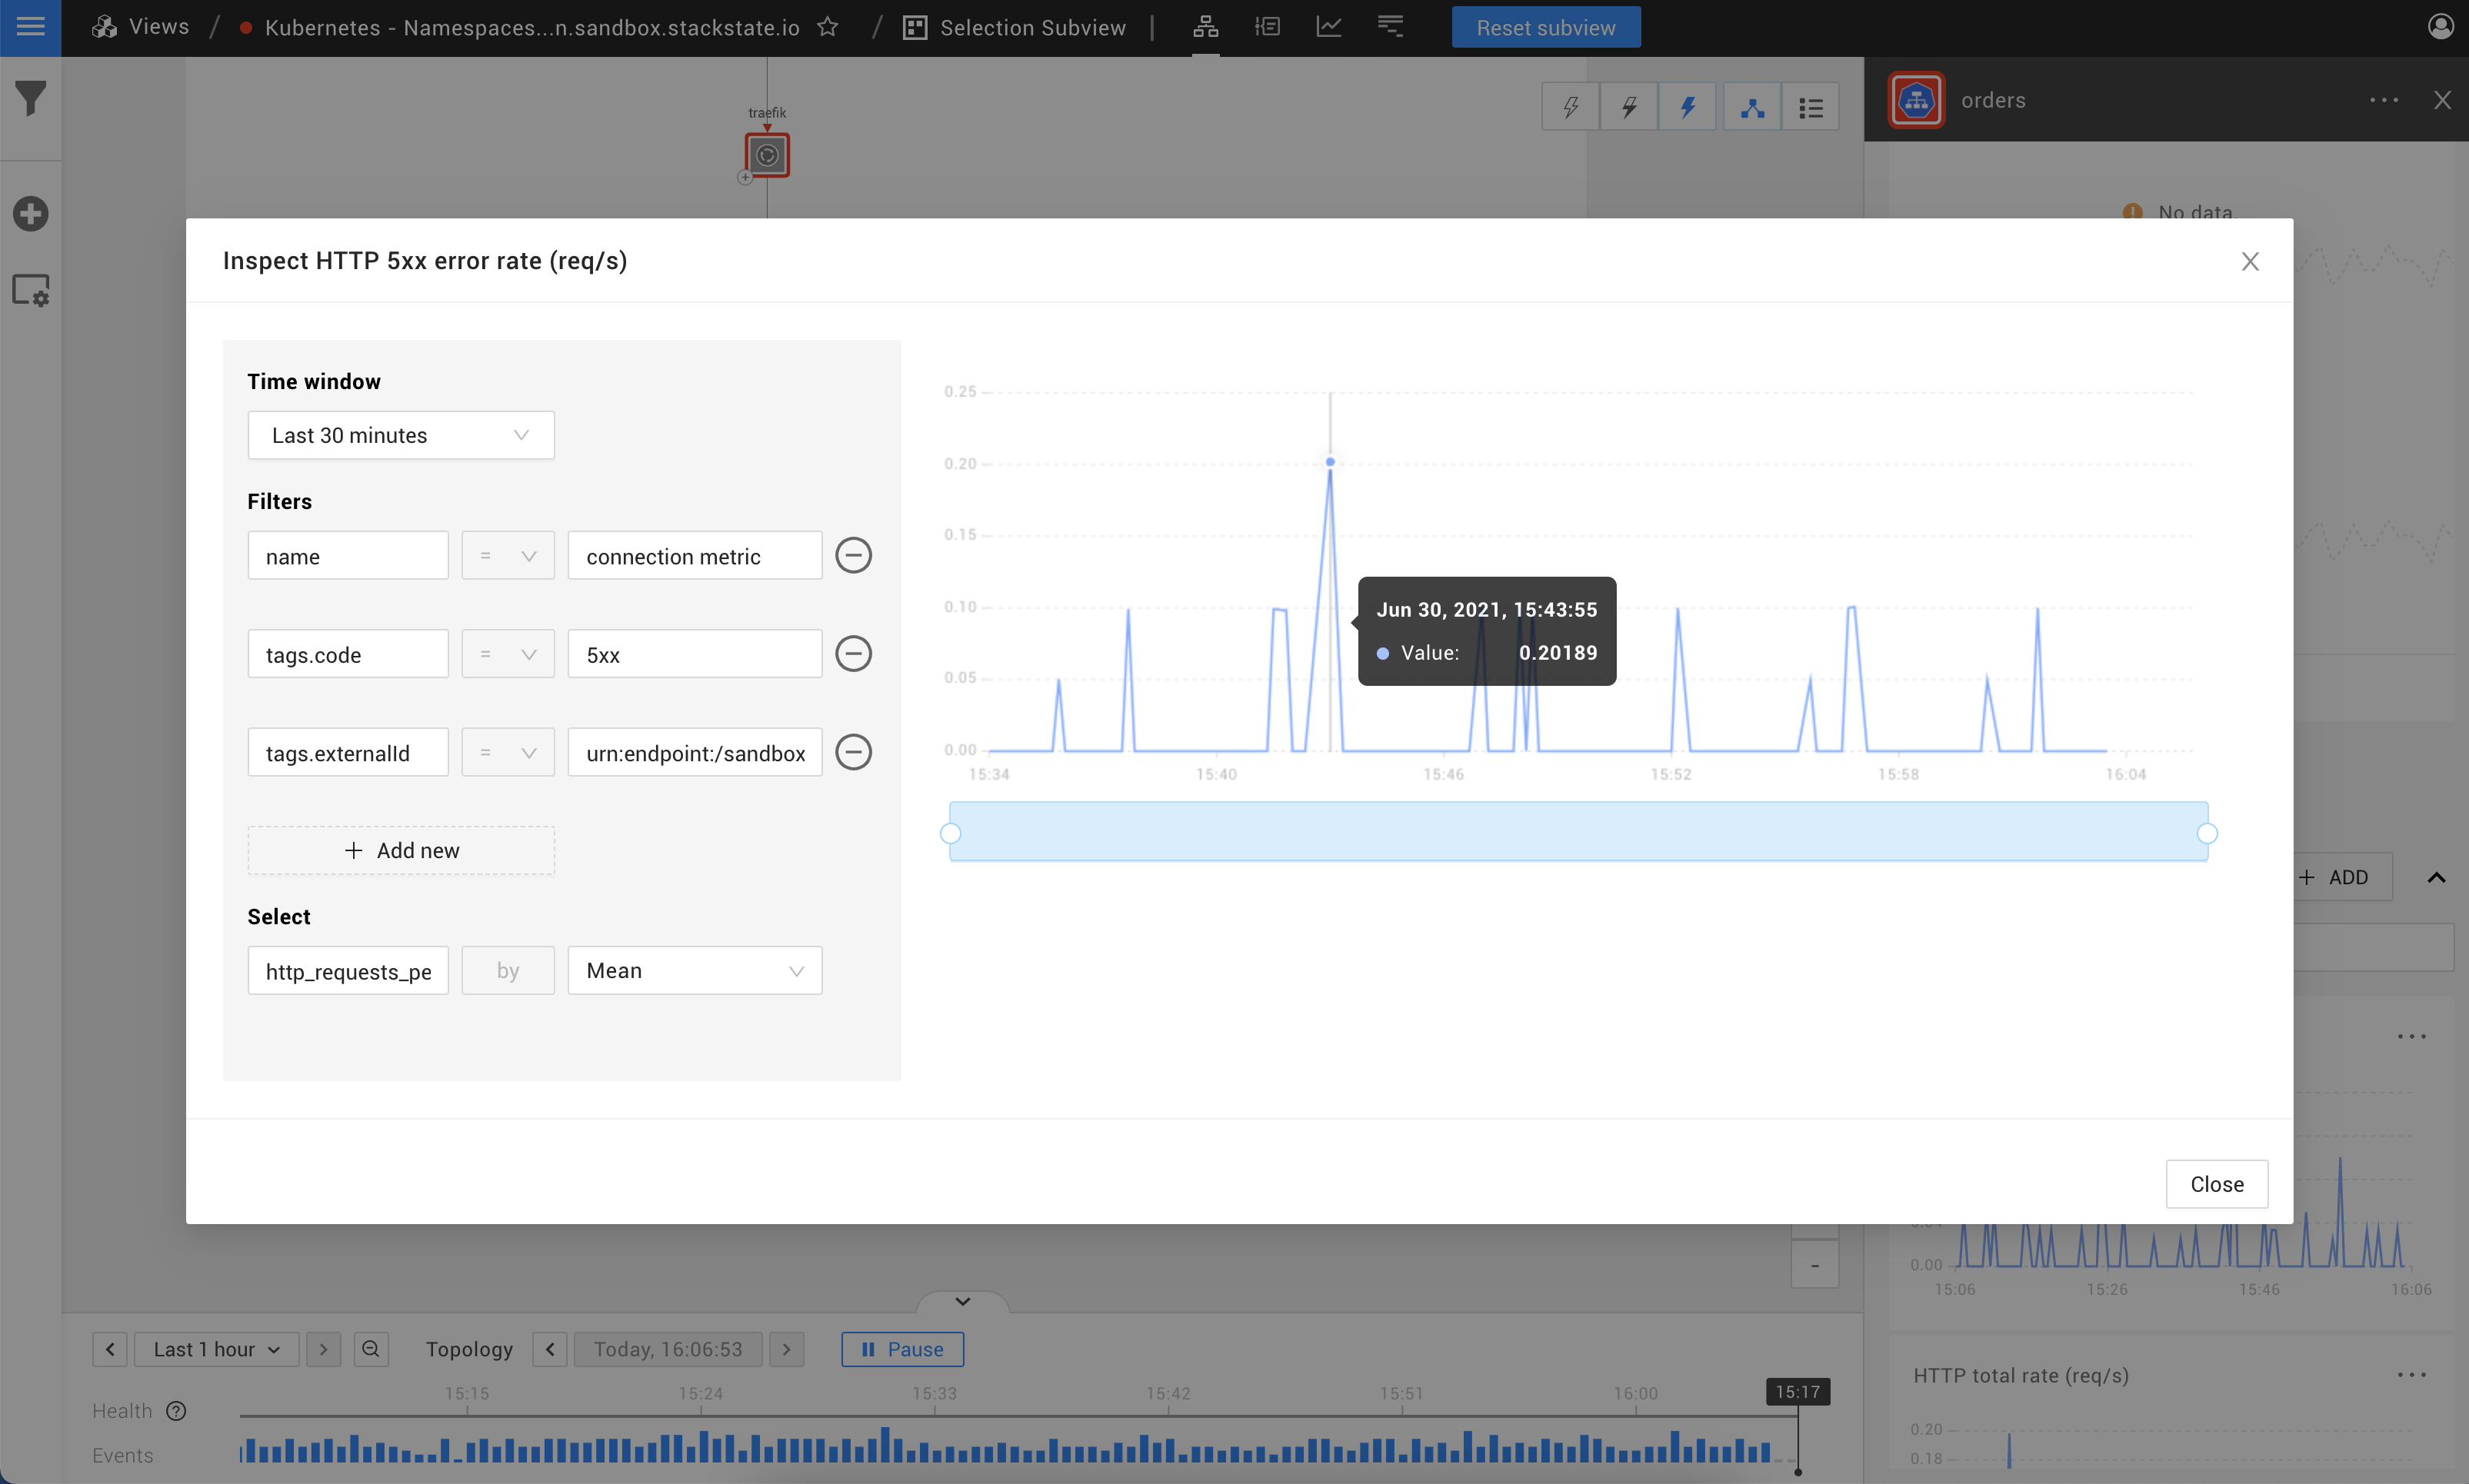 Views / Kubernetes - Namespaces...n.sandbox.stackstate.io / Selection Subview | Reset subview
traefik
orders
No data.
Inspect HTTP 5xx error rate (req/s)
Time window
Last 30 minutes
Filters
name = connection metric
tags.code = 5xx
tags.externalId = urn:endpoint:/sandbox
+ Add new
Select
http_requests_pe by Mean
0.25
0.20
0.15
0.10
0.05
0.00
15:34 15:40 15:46 15:52 15:58 16:04
Jun 30, 2021, 15:43:55
Value: 0.20189
+ ADD
Close
-
0.00
15:06 15:26 15:46 16:06
Last 1 hour Topology Today, 16:06:53 Pause
HTTP total rate (req/s)
15:15 15:24 15:33 15:42 15:51 16:00 15:17
Health ?
Events
0.20
0.18